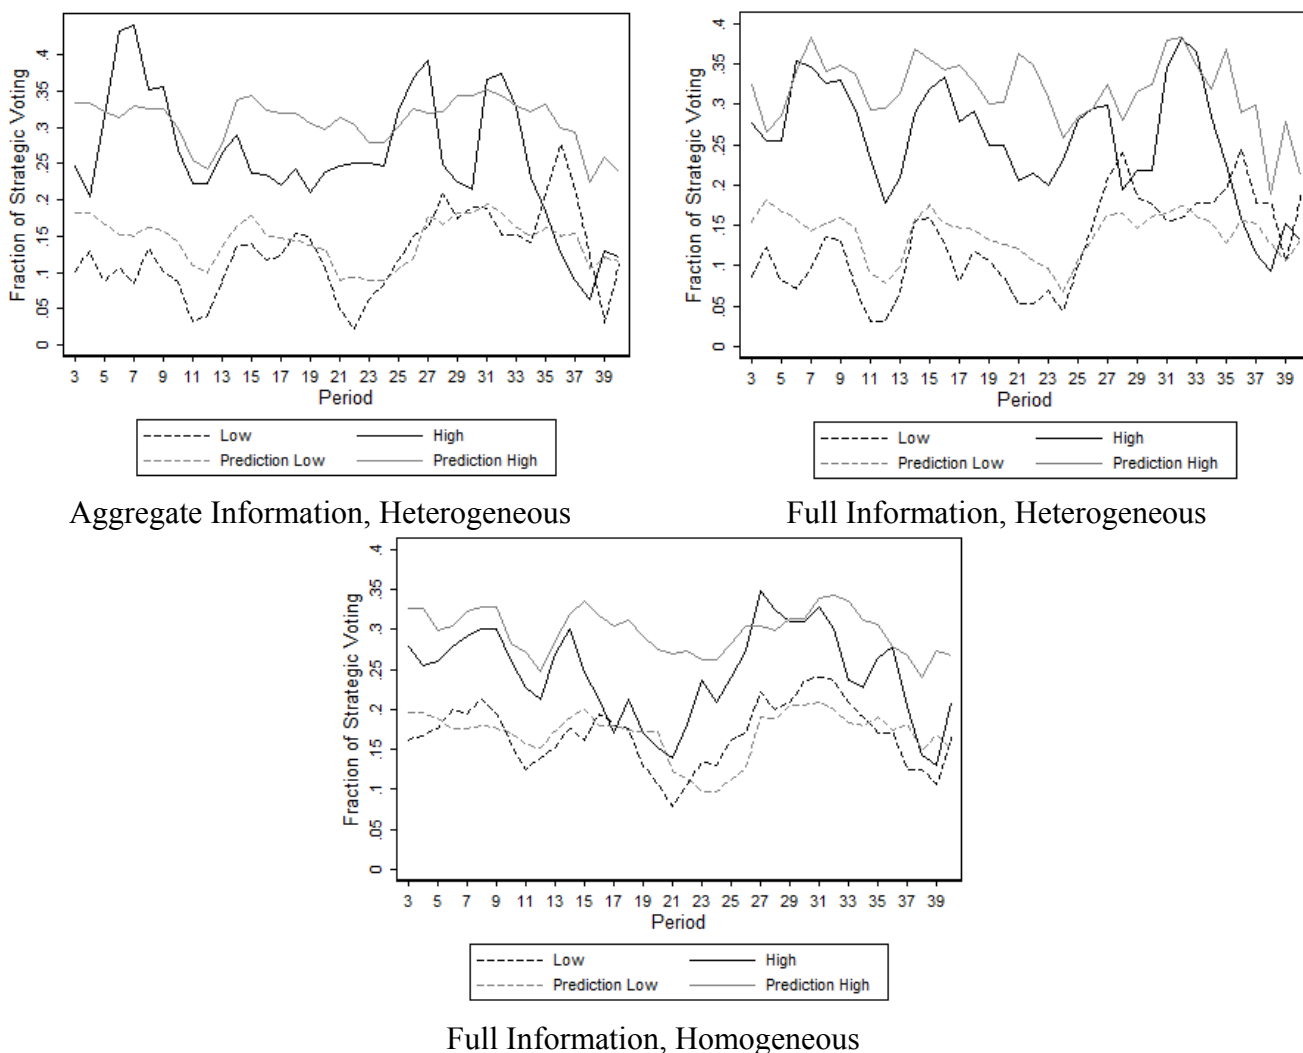 Fraction of Strategic Voting
.4
.35
.3
.25
.2
.15
.1
.05
0
3 5 7 9 11 13 15 17 19 21 23 25 27 29 31 33 35 37 39
Period
Low High
Prediction Low Prediction High
Aggregate Information, Heterogeneous
Fraction of Strategic Voting
.4
.35
.3
.25
.2
.15
.1
.05
0
3 5 7 9 11 13 15 17 19 21 23 25 27 29 31 33 35 37 39
Period
Low High
Prediction Low Prediction High
Full Information, Heterogeneous
Fraction of Strategic Voting
.4
.35
.3
.25
.2
.15
.1
.05
0
3 5 7 9 11 13 15 17 19 21 23 25 27 29 31 33 35 37 39
Period
Low High
Prediction Low Prediction High
Full Information, Homogeneous